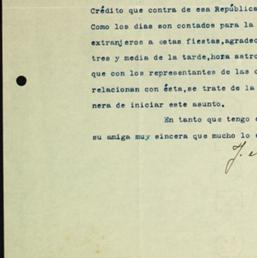 Crédito que contra de esa República
Como los dias son contados para la
extranjeros a estas fiestas, agradec
tres y media de la tarde, hora astro
que con los representantes de las c
relacionan con ésta, se trate de la
nera de iniciar este asunto.
En tanto que tengo e
su amiga muy sincera que mucho lo e